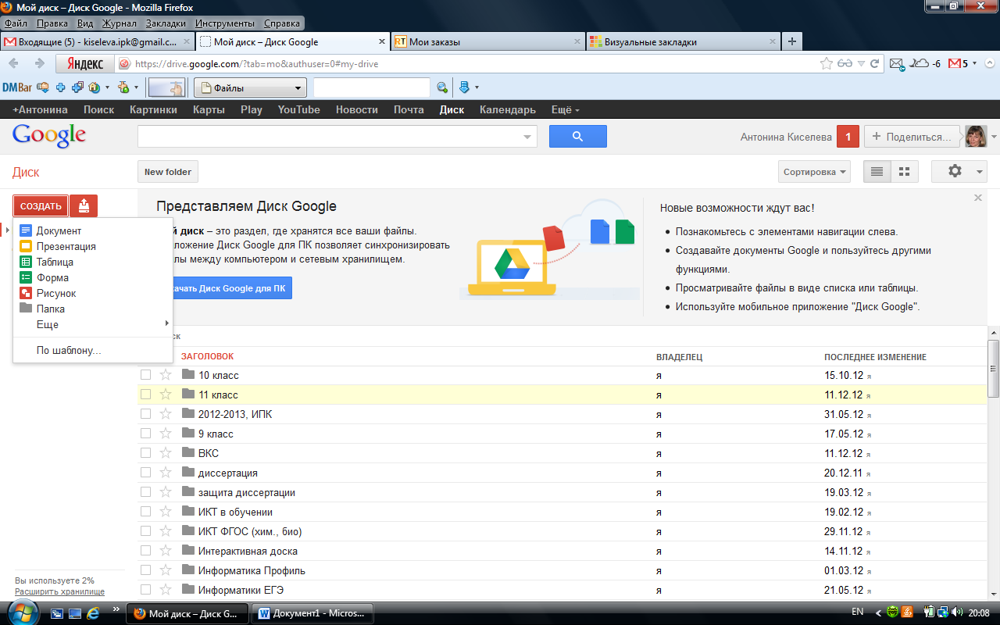 Мой диск – Диск Google - Mozilla Firefox
Файл Правка Вид Журнал Закладки Инструменты Справка
Входящие (5) - kiseleva.ipk@gmail.c... Мой диск – Диск Google RT Мои заказы Визуальные закладки
Яндекс https://drive.google.com/?tab=mo&authuser=0#my-drive -6 5
DMBar Файлы
+Антонина Поиск Картинки Карты Play YouTube Новости Почта Диск Календарь Ещё
Google Антонина Киселева 1 + Поделиться...
Диск New folder Сортировка
СОЗДАТЬ
Документ
Презентация
Таблица
Форма
Рисунок
Папка
Еще
По шаблону...
Представляем Диск Google
ой диск – это раздел, где хранятся все ваши файлы.
ложение Диск Google для ПК позволяет синхронизировать
лы между компьютером и сетевым хранилищем.
качать Диск Google для ПК
Новые возможности ждут вас!
Познакомьтесь с элементами навигации слева.
Создавайте документы Google и пользуйтесь другими
функциями.
Просматривайте файлы в виде списка или таблицы.
Используйте мобильное приложение "Диск Google".
ск
ЗАГОЛОВОК ВЛАДЕЛЕЦ ПОСЛЕДНЕЕ ИЗМЕНЕНИЕ
10 класс я 15.10.12 я
11 класс я 11.12.12 я
2012-2013, ИПК я 31.05.12 я
9 класс я 17.05.12 я
ВКС я 11.12.12 я
диссертация я 20.12.11 я
защита диссертации я 19.03.12 я
ИКТ в обучении я 19.02.12 я
ИКТ ФГОС (хим., био) я 29.11.12 я
Интерактивная доска я 14.11.12 я
Информатика Профиль я 01.03.12 я
Информатики ЕГЭ я 21.05.12 я
Вы используете 2%
Расширить хранилище
Мой диск – Диск G... Документ1 - Micros... EN 20:08